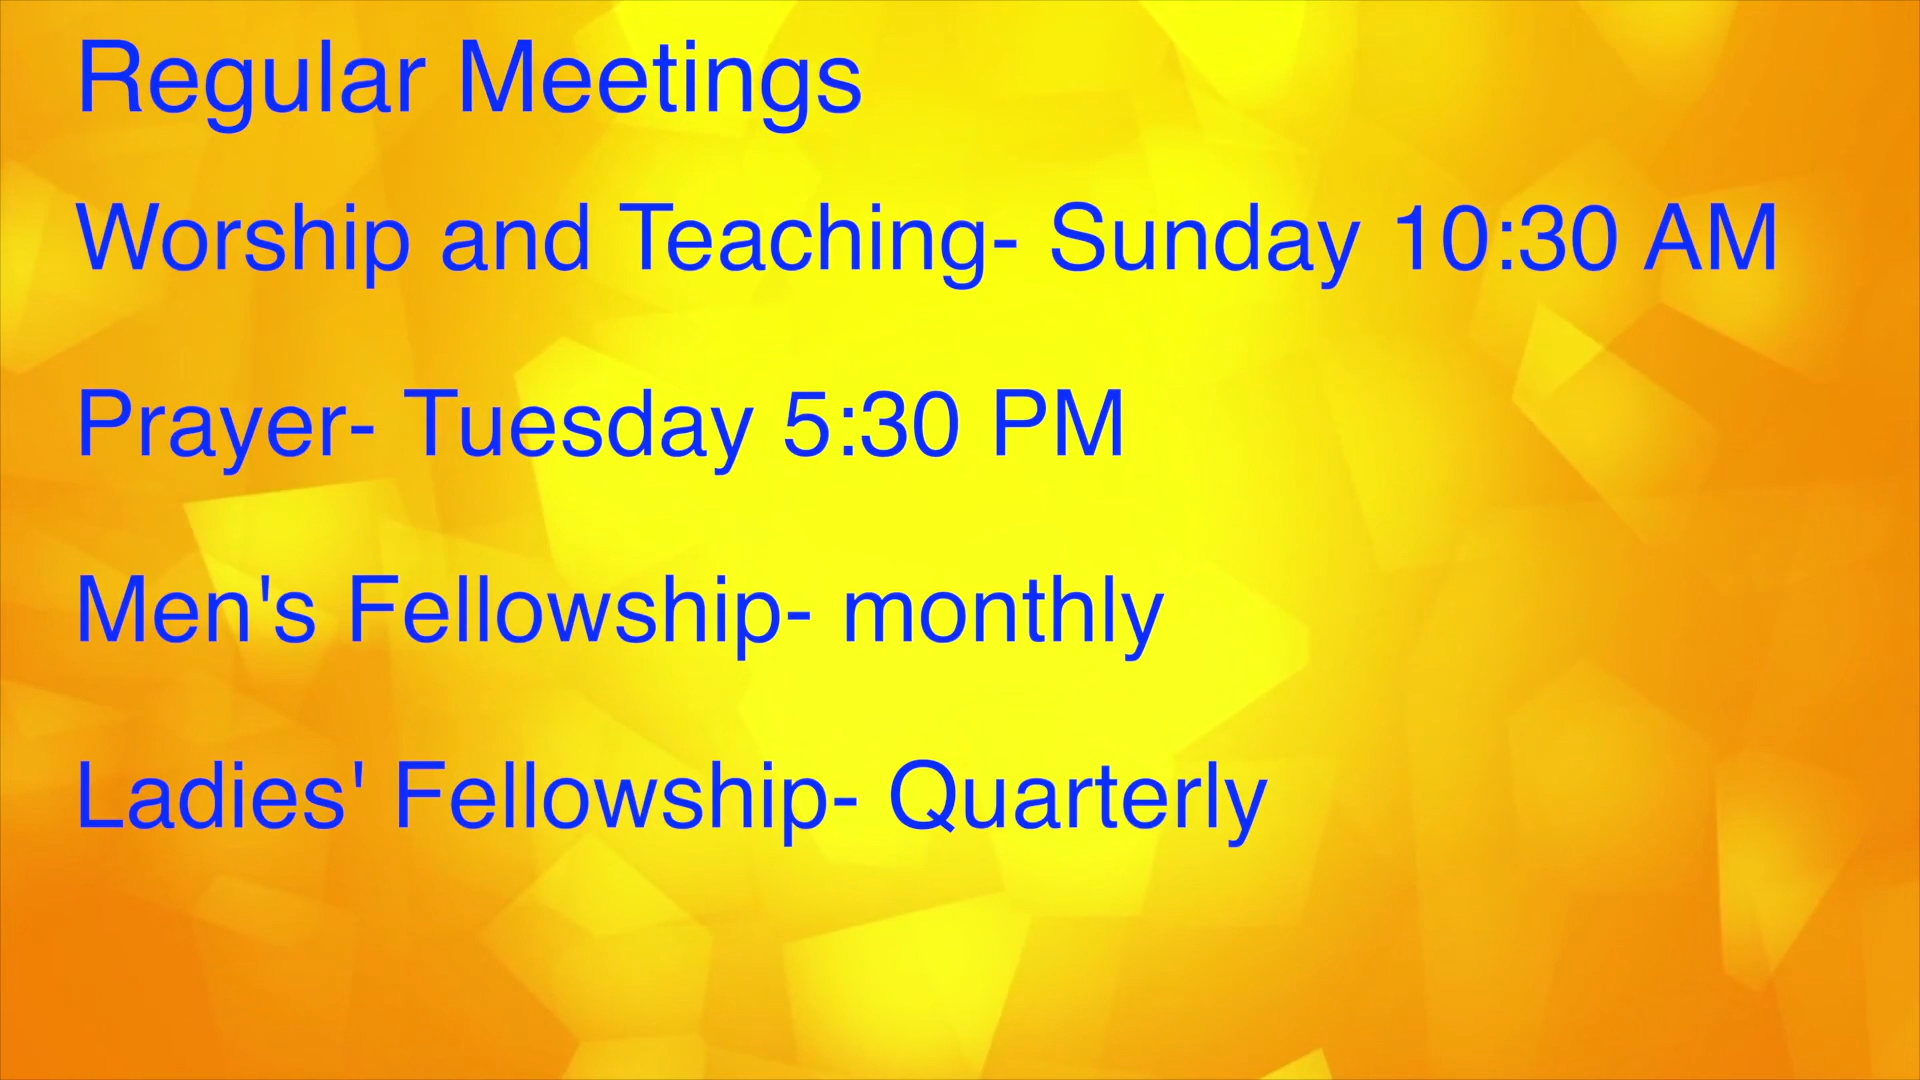 Regular Meetings
Worship and Teaching- Sunday 10:30 AM
Prayer- Tuesday 5:30 PM
Men's Fellowship- monthly
Ladies' Fellowship- Quarterly